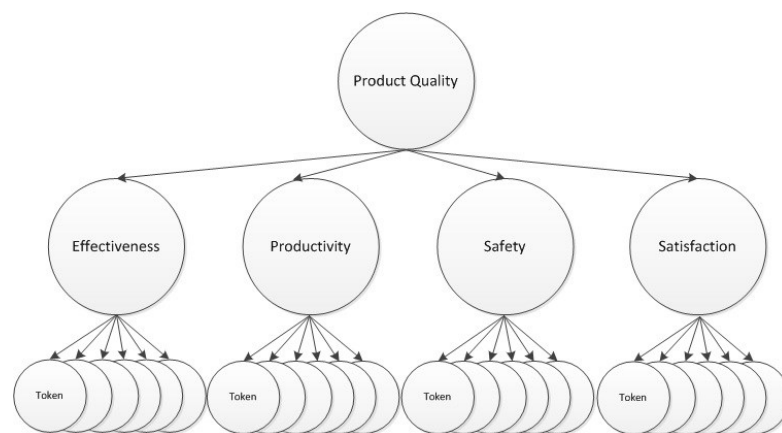 Product Quality
Effectiveness
Productivity
Safety
Satisfaction
Token
Token
Token
Token